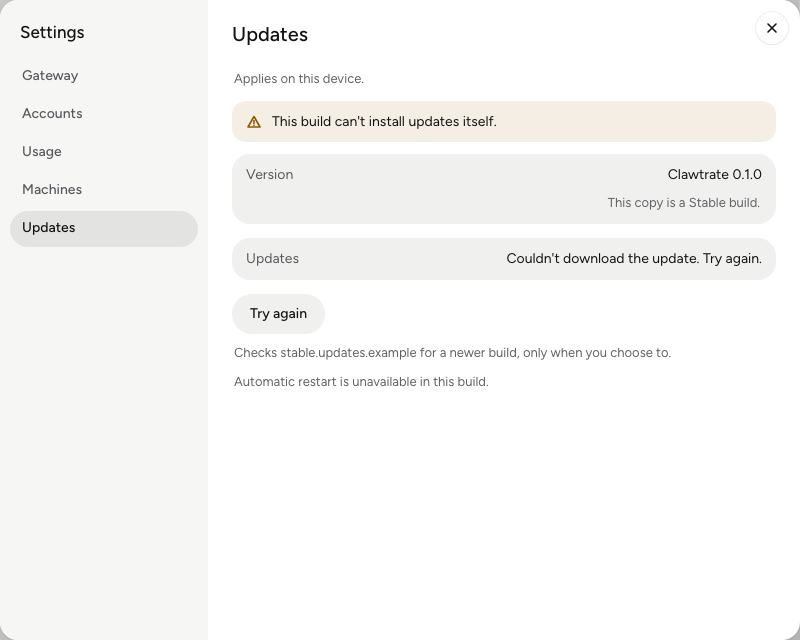 Settings
Gateway
Accounts
Usage
Machines
Updates
Updates
Applies on this device.
This build can't install updates itself.
Version
Clawtrate 0.1.0
This copy is a Stable build.
Updates
Couldn't download the update. Try again.
Try again
Checks stable.updates.example for a newer build, only when you choose to.
Automatic restart is unavailable in this build.